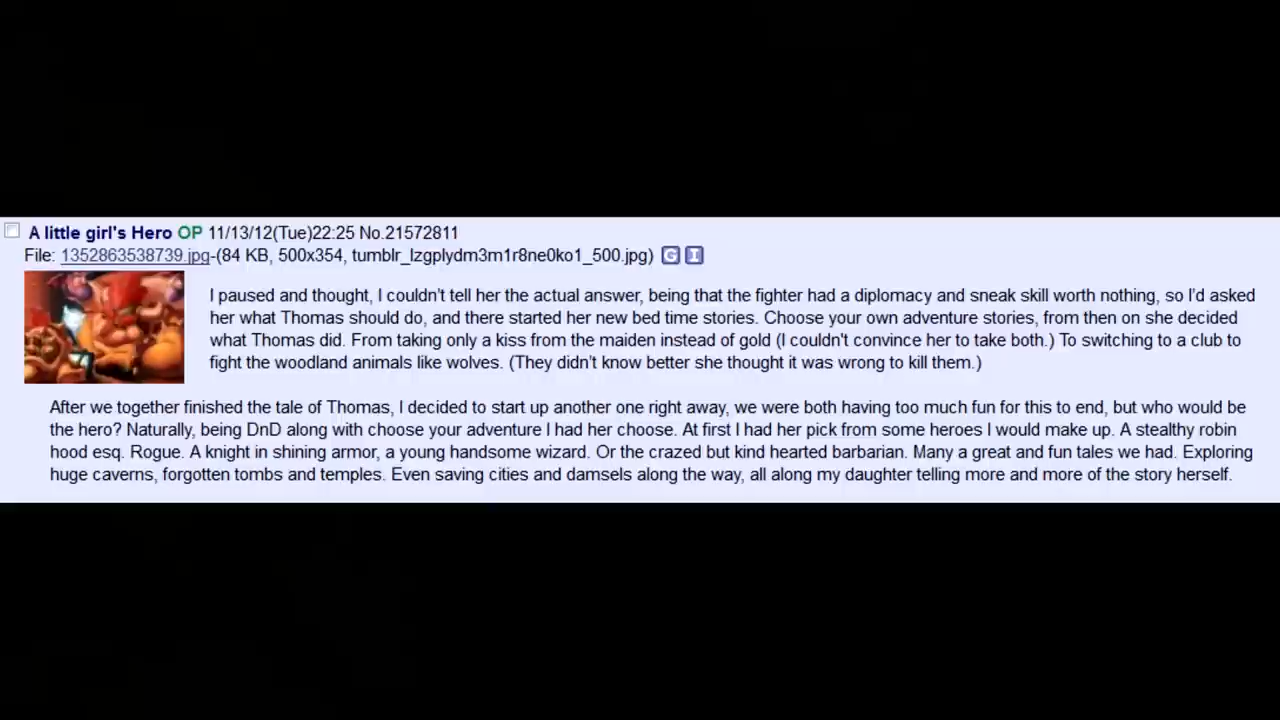 A little girl's Hero OP 11/13/12(Tue)22:25 No.21572811
File: 1352863538739.jpg-(84 KB, 500x354, tumblr_lzgplydm3m1r8ne0ko1_500.jpg) G I
I paused and thought, I couldn't tell her the actual answer, being that the fighter had a diplomacy and sneak skill worth nothing, so I'd asked
her what Thomas should do, and there started her new bed time stories. Choose your own adventure stories, from then on she decided
what Thomas did. From taking only a kiss from the maiden instead of gold (I couldn't convince her to take both.) To switching to a club to
fight the woodland animals like wolves. (They didn't know better she thought it was wrong to kill them.)
After we together finished the tale of Thomas, I decided to start up another one right away, we were both having too much fun for this to end, but who would be
the hero? Naturally, being DnD along with choose your adventure I had her choose. At first I had her pick from some heroes I would make up. A stealthy robin
hood esq. Rogue. A knight in shining armor, a young handsome wizard. Or the crazed but kind hearted barbarian. Many a great and fun tales we had. Exploring
huge caverns, forgotten tombs and temples. Even saving cities and damsels along the way, all along my daughter telling more and more of the story herself.